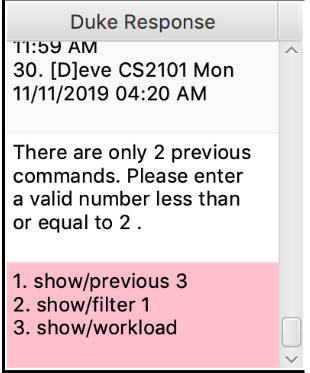 Duke Response
11:59 AM
30. [D]eve CS2101 Mon
11/11/2019 04:20 AM
There are only 2 previous
commands. Please enter
a valid number less than
or equal to 2 .
1. show/previous 3
2. show/filter 1
3. show/workload